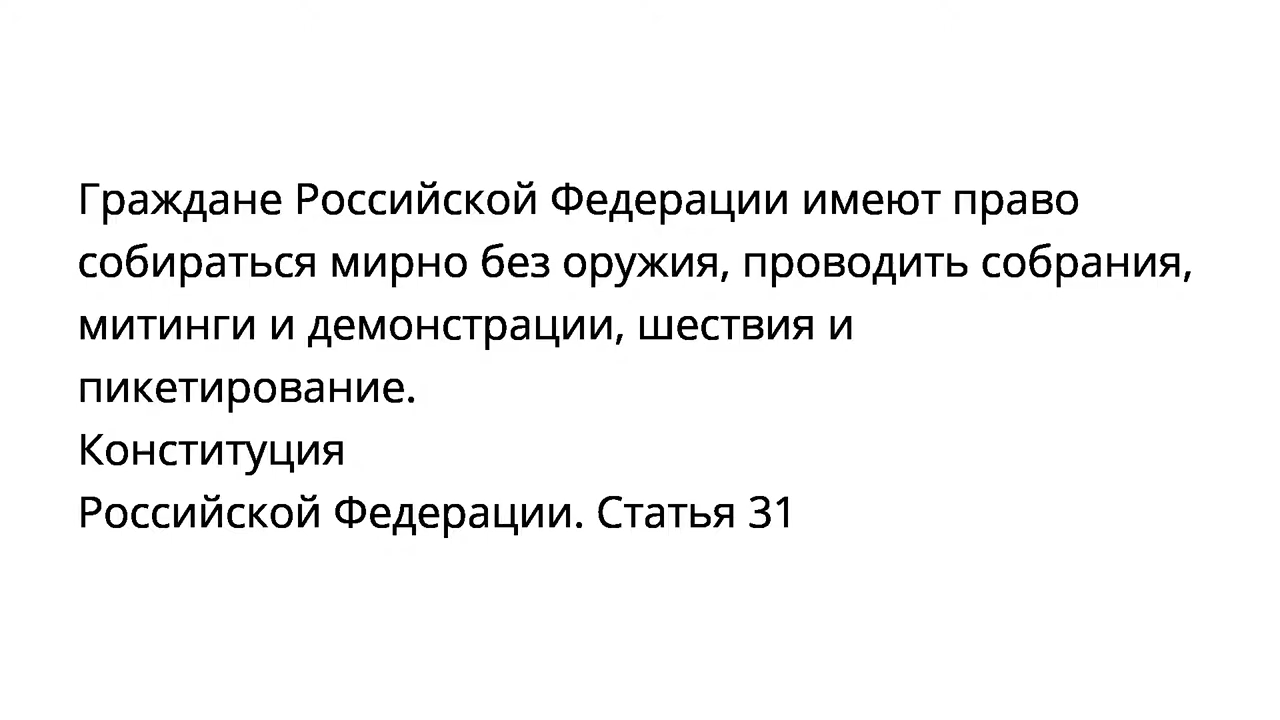 Граждане Российской Федерации имеют право
собираться мирно без оружия, проводить собрания,
митинги и демонстрации, шествия и
пикетирование.
Конституция
Российской Федерации. Статья 31